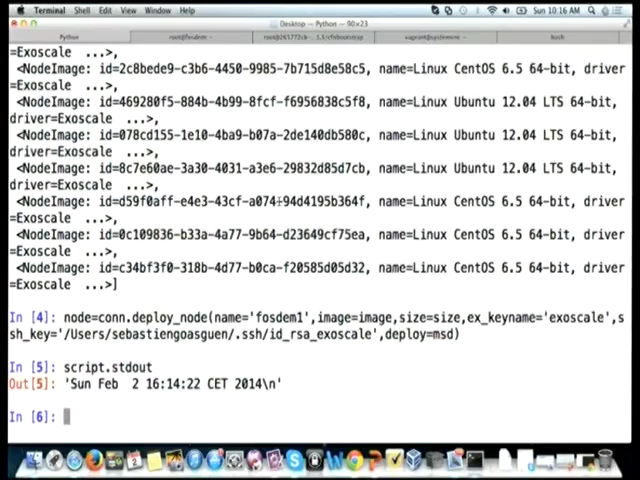 Terminal Shell Edit View Window Help
Sun 10:16 AM
Desktop — Python — 90×23
Python
bash
=Exoscale ...>,
<NodeImage: id=2c8bede9-c3b6-4450-9985-7b715d8e58c5, name=Linux CentOS 6.5 64-bit, driver
=Exoscale ...>,
<NodeImage: id=469280f5-884b-4b99-8fcf-f6956838c5f8, name=Linux Ubuntu 12.04 LTS 64-bit,
driver=Exoscale ...>,
<NodeImage: id=078cd155-1e10-4ba9-b07a-2de140db580c, name=Linux Ubuntu 12.04 LTS 64-bit,
driver=Exoscale ...>,
<NodeImage: id=8c7e60ae-3a30-4031-a3e6-29832d85d7cb, name=Linux Ubuntu 12.04 LTS 64-bit,
driver=Exoscale ...>,
<NodeImage: id=d59f0aff-e4e3-43cf-a074-94d4195b364f, name=Linux CentOS 6.5 64-bit, driver
=Exoscale ...>,
<NodeImage: id=0c109836-b33a-4a77-9b64-d23649cf75ea, name=Linux CentOS 6.5 64-bit, driver
=Exoscale ...>,
<NodeImage: id=c34bf3f0-318b-4d77-b0ca-f20585d05d32, name=Linux CentOS 6.5 64-bit, driver
=Exoscale ...>]
In [4]: node=conn.deploy_node(name='fosdem1',image=image,size=size,ex_keyname='exoscale',s
sh_key='/Users/sebastiengoasguen/.ssh/id_rsa_exoscale',deploy=msd)
In [5]: script.stdout
Out[5]: 'Sun Feb  2 16:14:22 CET 2014\n'
In [6]: